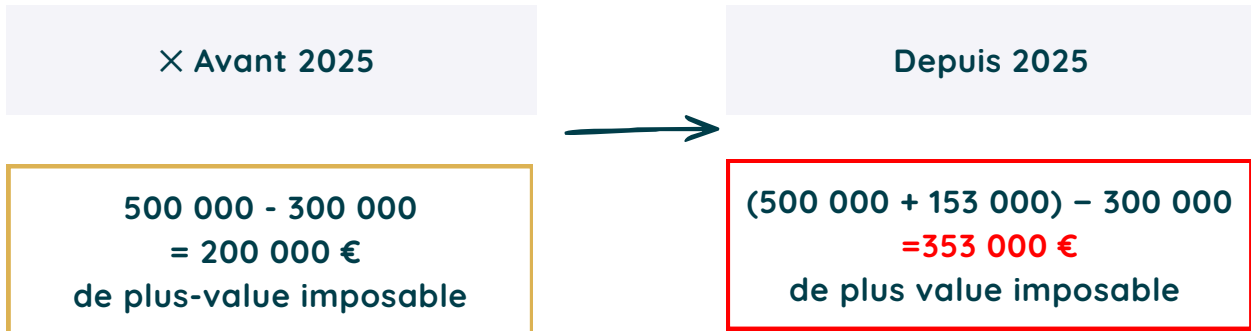 × Avant 2025
Depuis 2025
500 000 - 300 000
= 200 000 €
de plus-value imposable
(500 000 + 153 000) – 300 000
=353 000 €
de plus value imposable